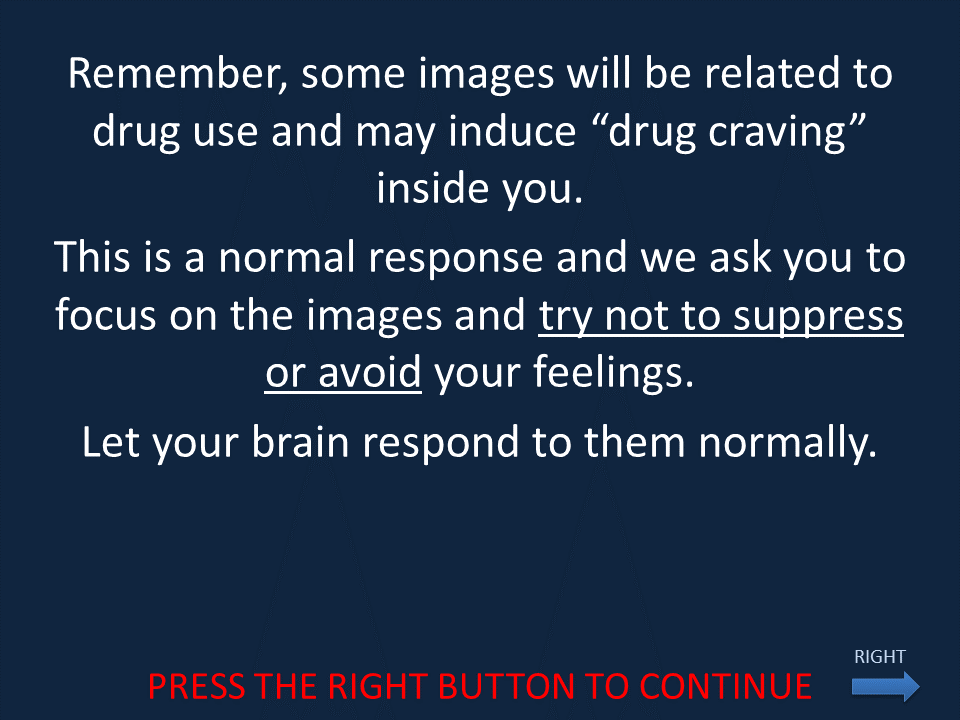 Remember, some images will be related to
drug use and may induce “drug craving”
inside you.
This is a normal response and we ask you to
focus on the images and try not to suppress
or avoid your feelings.
Let your brain respond to them normally.
RIGHT
PRESS THE RIGHT BUTTON TO CONTINUE